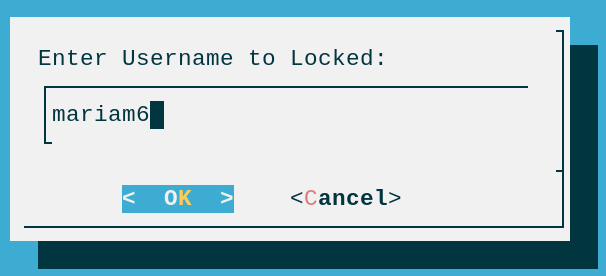 Enter Username to Locked:
mariam6
<  OK  >    <Cancel>